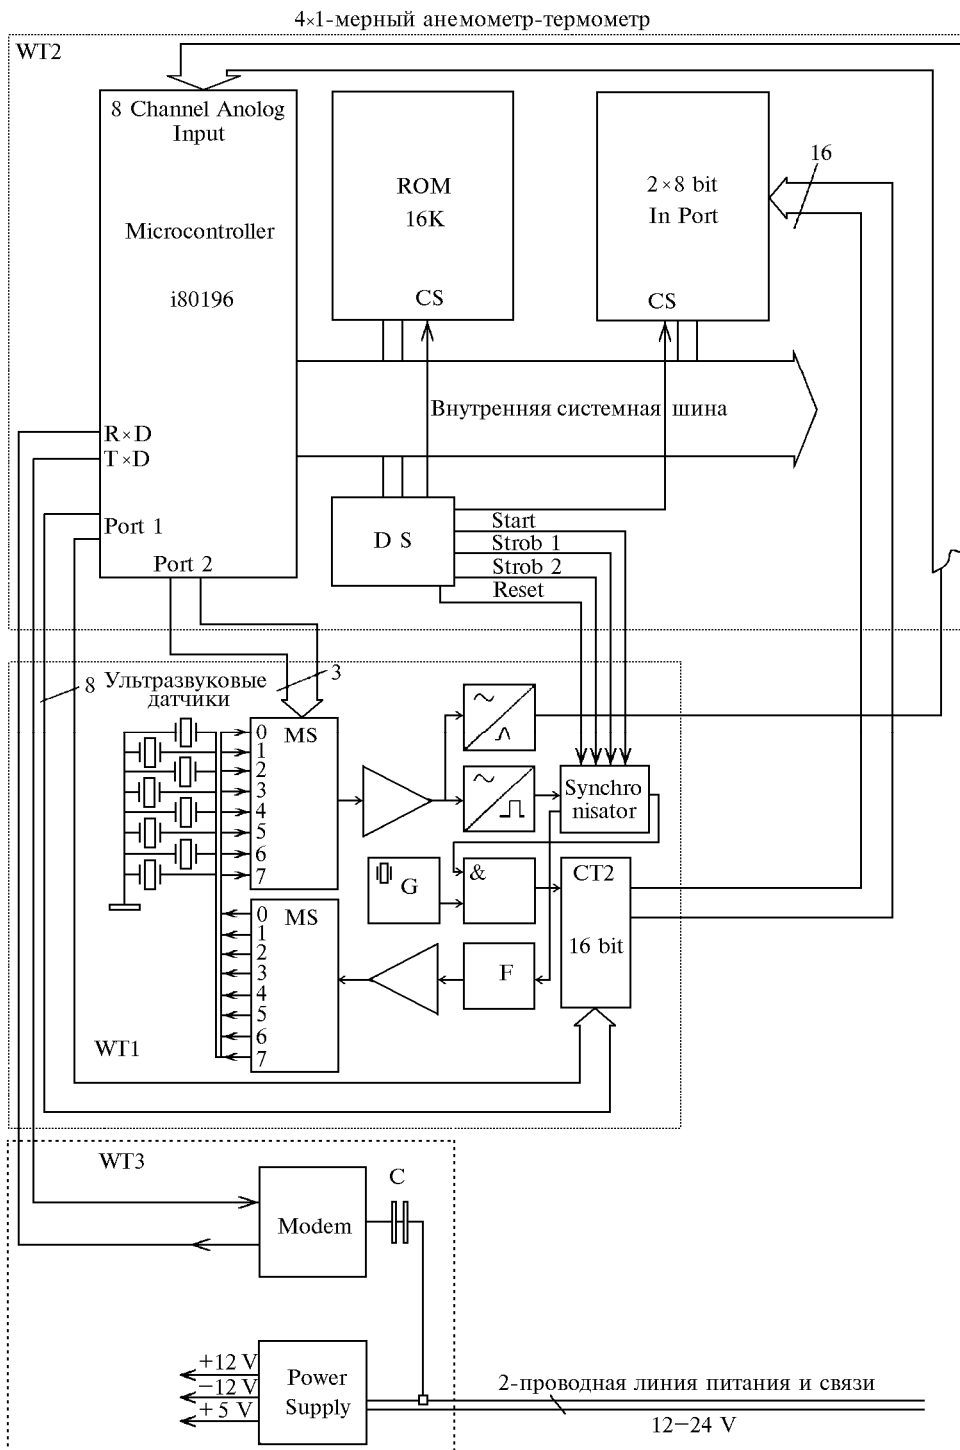 4×1-мерный анемометр-термометр
WT2
8 Channel Anolog
Input
Microcontroller
i80196
R×D
T×D
Port 1
Port 2
ROM
16K
CS
2×8 bit
In Port
CS
16
Внутренняя системная шина
D S
Start
Strob 1
Strob 2
Reset
8
Ультразвуковые
датчики
3
MS
0
1
2
3
4
5
6
7
Synchro
nisator
G
&
CT2
16 bit
MS
0
1
2
3
4
5
6
7
F
WT1
WT3
Modem
C
+12 V
−12 V
+5 V
Power
Supply
2-проводная линия питания и связи
12−24 V